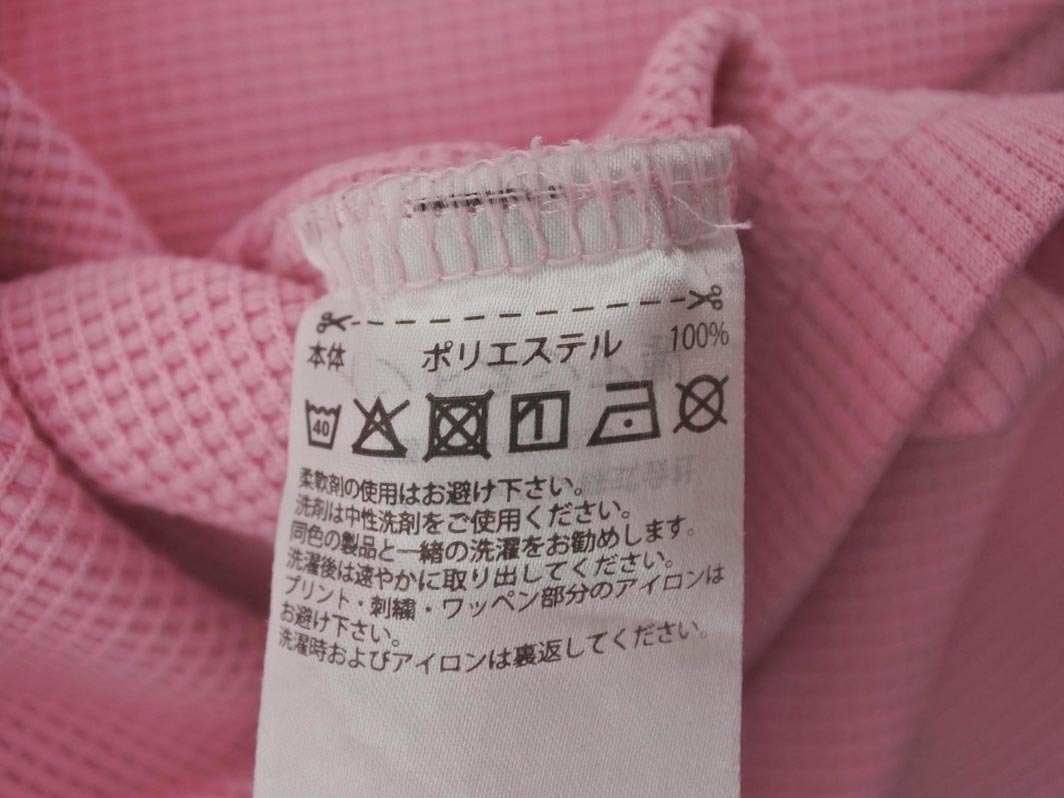 本体 ポリエステル 100%
40
柔軟剤の使用はお避け下さい。
洗剤は中性洗剤をご使用ください。
同色の製品と一緒の洗濯をお勧めします。
洗濯後は速やかに取り出してください。
プリント・刺繍・ワッペン部分のアイロンは
お避け下さい。
洗濯時およびアイロンは裏返してください。